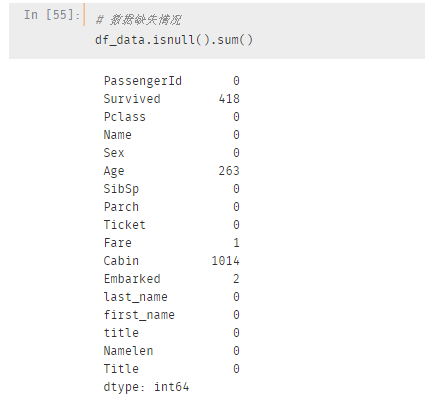 In [55]: # 数据缺失情况
df_data.isnull().sum()
PassengerId 0
Survived 418
Pclass 0
Name 0
Sex 0
Age 263
SibSp 0
Parch 0
Ticket 0
Fare 1
Cabin 1014
Embarked 2
last_name 0
first_name 0
title 0
Namelen 0
Title 0
dtype: int64